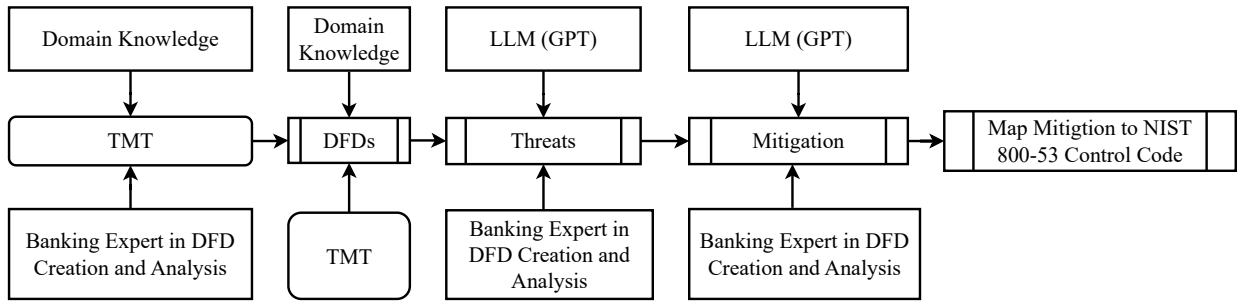 Domain Knowledge
Domain
Knowledge
LLM (GPT)
LLM (GPT)
TMT
DFDs
Threats
Mitigation
Map Mitigtion to NIST
800-53 Control Code
Banking Expert in DFD
Creation and Analysis
TMT
Banking Expert in
DFD Creation and
Analysis
Banking Expert in DFD
Creation and Analysis